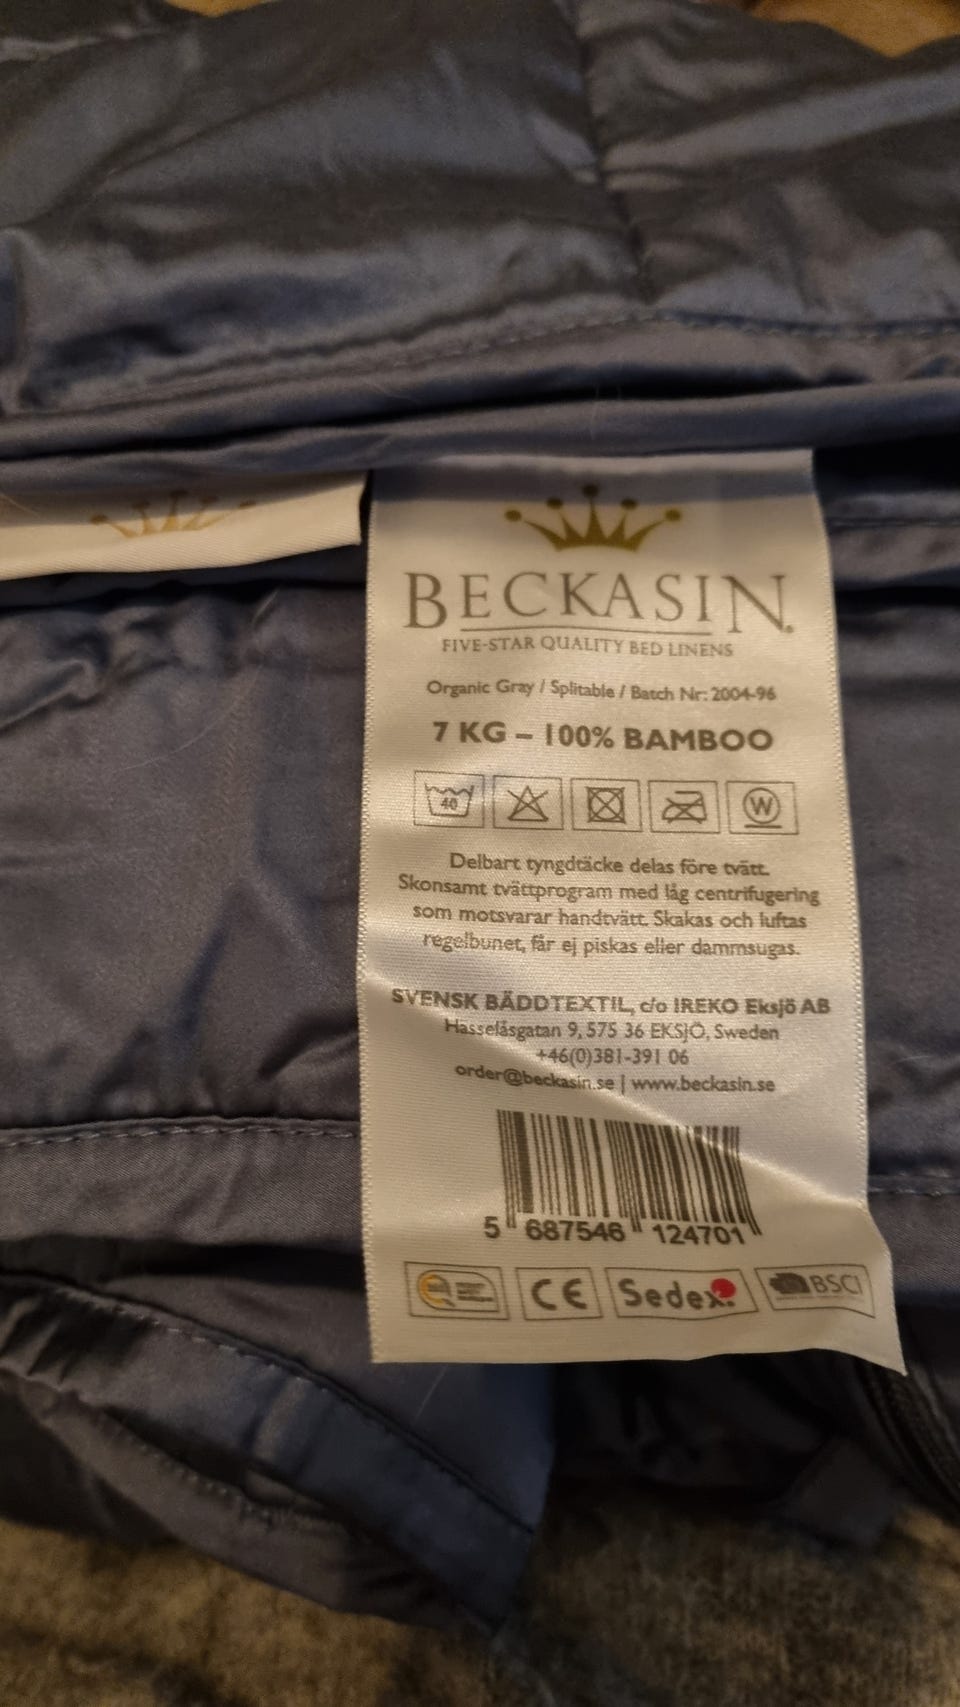 BECKASIN
FIVE-STAR QUALITY BED LINENS
Organic Gray / Splitable / Batch Nr: 2004-96
7 KG – 100% BAMBOO
40
W
Delbart tyngdtäcke delas före tvätt.
Skonsamt tvättprogram med låg centrifugering
som motsvarar handtvätt. Skakas och luftas
regelbunet, får ej piskas eller dammsugas.
SVENSK BÄDDTEXTIL, c/o IREKO Eksjö AB
Hässelåsgatan 9, 575 36 EKSJÖ, Sweden
+46(0)381-391 06
order@beckasin.se | www.beckasin.se
5 687546 124701
CE Sedex BSCI